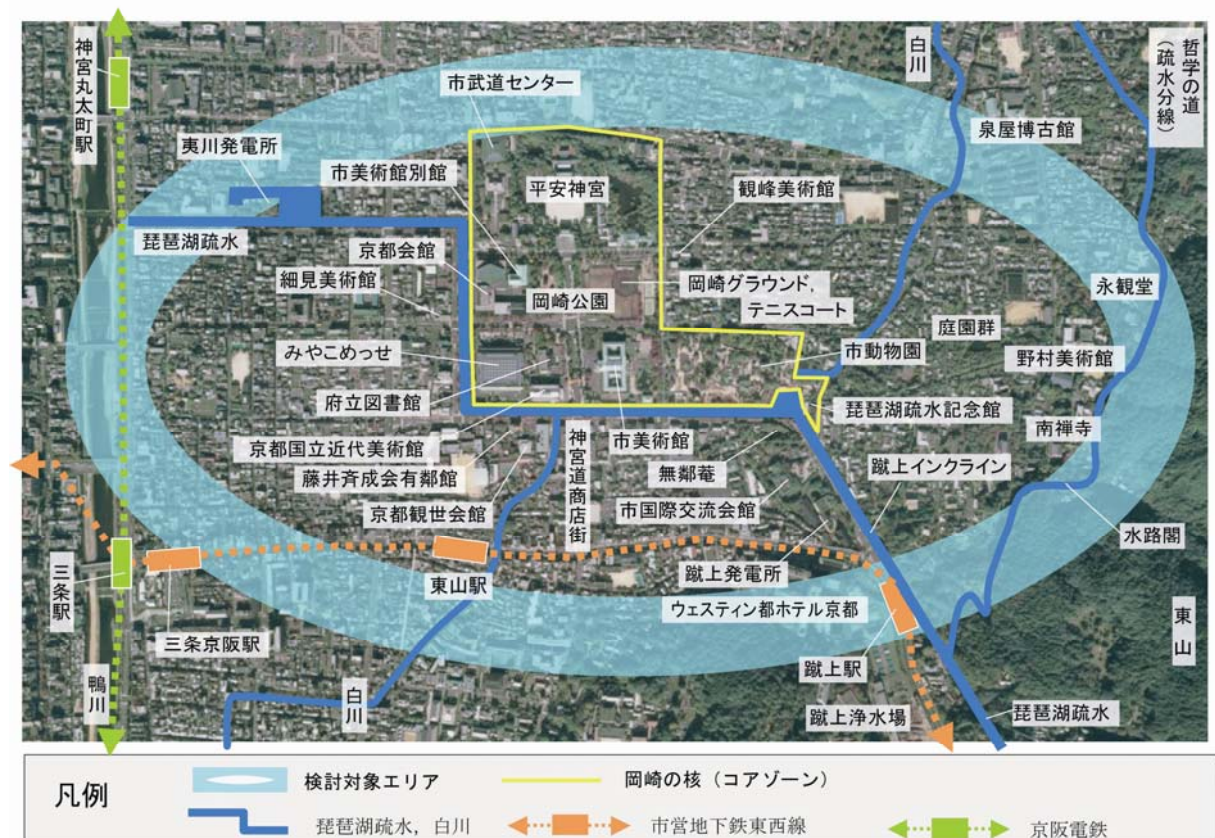 神宮丸太町駅
白川
哲学の道
（疏水分線）
市武道センター
泉屋博古館
夷川発電所
市美術館別館
平安神宮
観峰美術館
琵琶湖疏水
京都会館
細見美術館
岡崎公園
岡崎グラウンド，
テニスコート
永観堂
庭園群
みやこめっせ
市動物園
野村美術館
府立図書館
琵琶湖疏水記念館
南禅寺
京都国立近代美術館
市美術館
神宮道商店街
藤井斉成会有鄰館
無鄰菴
蹴上インクライン
京都観世会館
市国際交流会館
水路閣
三条駅
東山駅
蹴上発電所
ウェスティン都ホテル京都
東山
三条京阪駅
蹴上駅
鴨川
白川
蹴上浄水場
琵琶湖疏水
凡例
検討対象エリア
岡崎の核（コアゾーン）
琵琶湖疏水，白川
市営地下鉄東西線
京阪電鉄